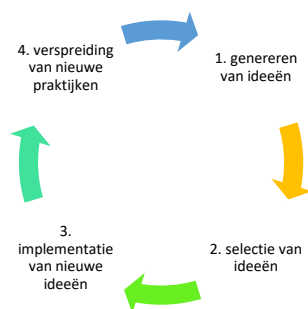 4. verspreiding
van nieuwe
praktijken
1. genereren
van ideeën
3.
implementatie
van nieuwe
ideeën
2. selectie van
ideeën